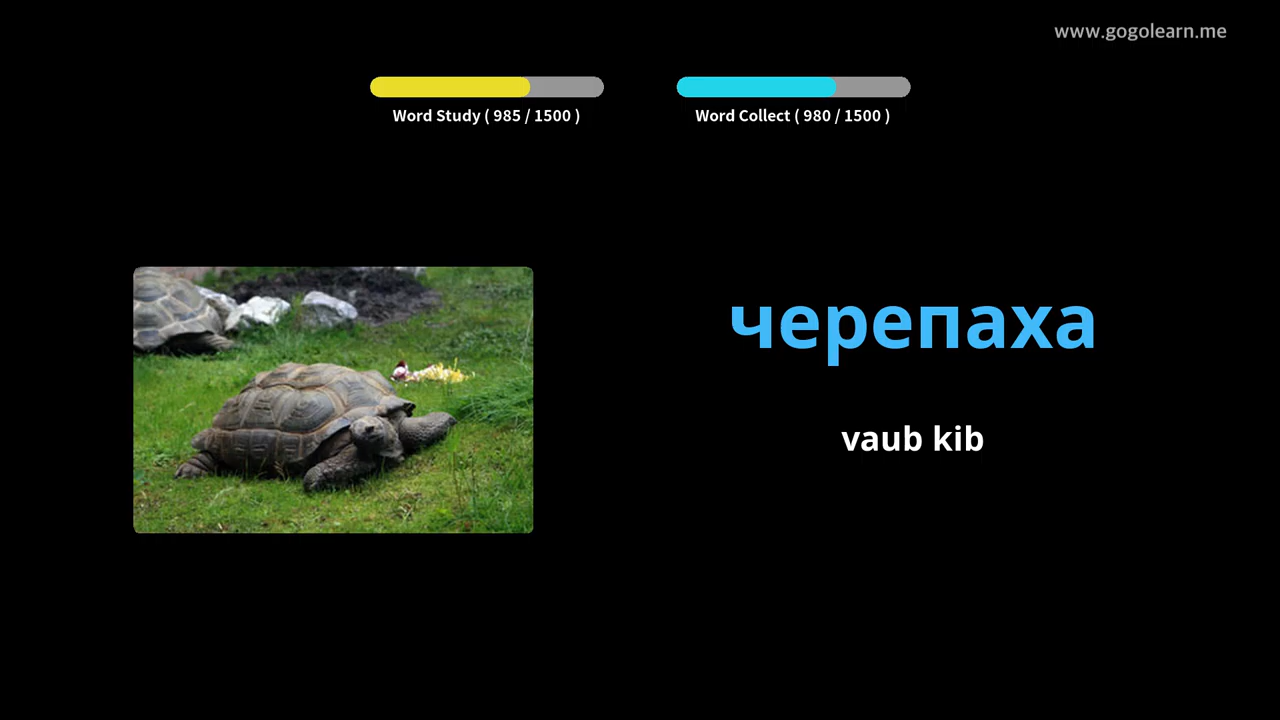 www.gogolearn.me
Word Study ( 985 / 1500 )
Word Collect ( 980 / 1500 )
черепаха
vaub kib